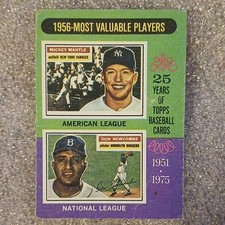 1956-MOST VALUABLE PLAYERS
MICKEY MANTLE
outfield NEW YORK YANKEES
NY
AMERICAN LEAGUE
25
YEARS
OF
TOPPS
BASEBALL
CARDS
DON NEWCOMBE
pitcher BROOKLYN DODGERS
B
NATIONAL LEAGUE
1951
1975